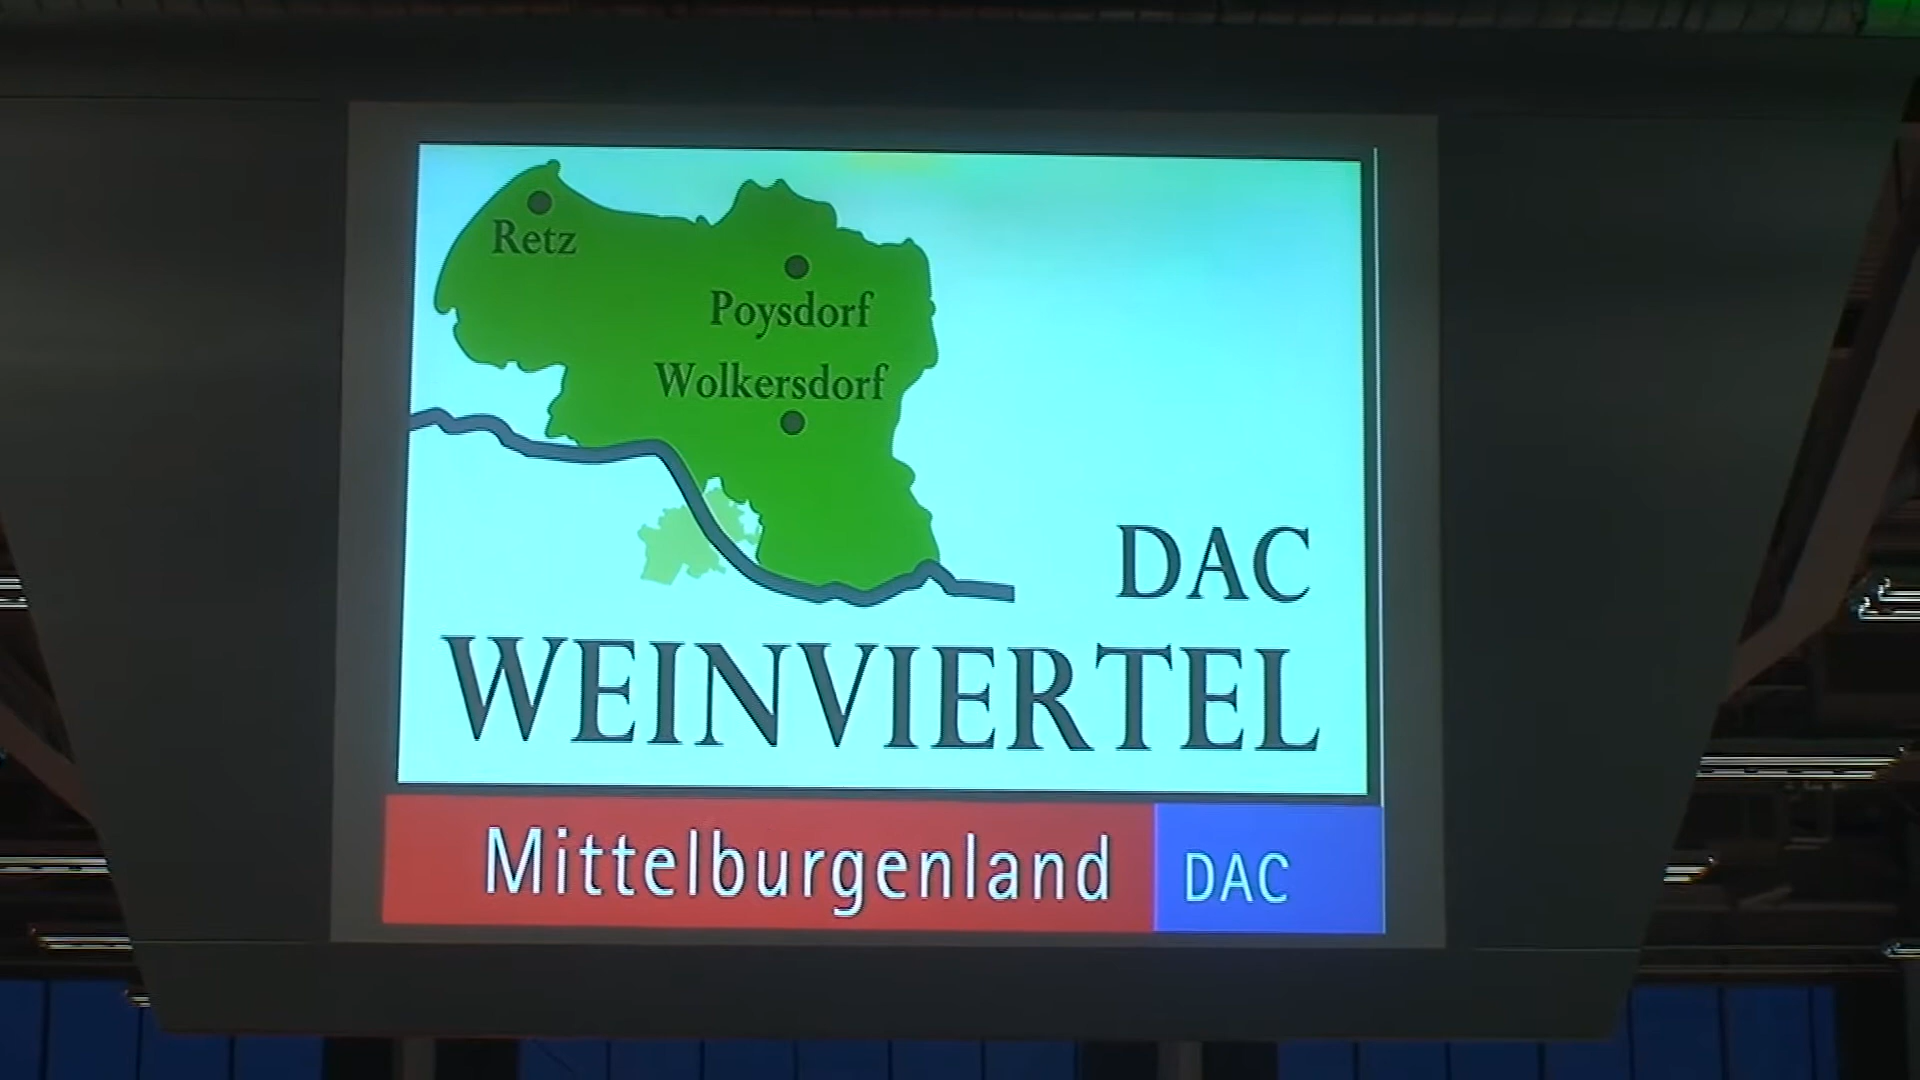 Retz
Poysdorf
Wolkersdorf
DAC
WEINVIERTEL
Mittelburgenland DAC